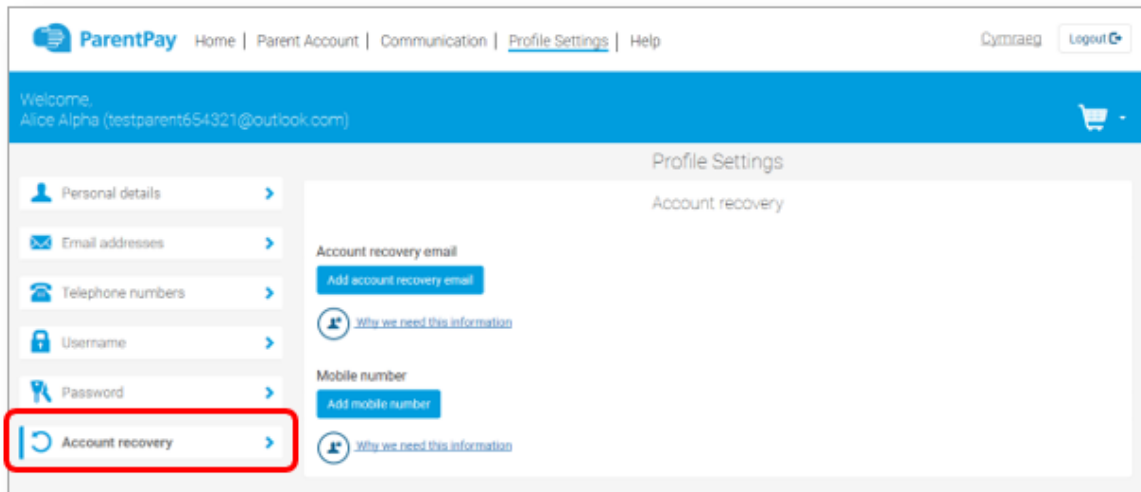 ParentPay Home | Parent Account | Communication | Profile Settings | Help Cymraeg Logout
Welcome,
Alice Alpha (testparent654321@outlook.com)
Profile Settings
Personal details
Email addresses
Telephone numbers
Username
Password
Account recovery
Account recovery
Account recovery email
Add account recovery email
Why we need this information
Mobile number
Add mobile number
Why we need this information